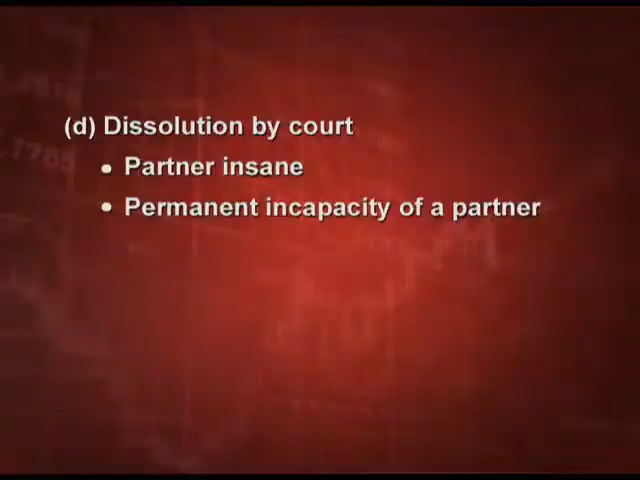 (d) Dissolution by court
• Partner insane
• Permanent incapacity of a partner